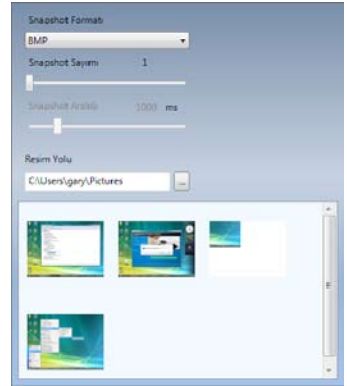 Snapshot Formatı
BMP
Snapshot Sayımı 1
Snapshot Aralığı 1000 ms
Resim Yolu
C:\Users\gary\Pictures
...